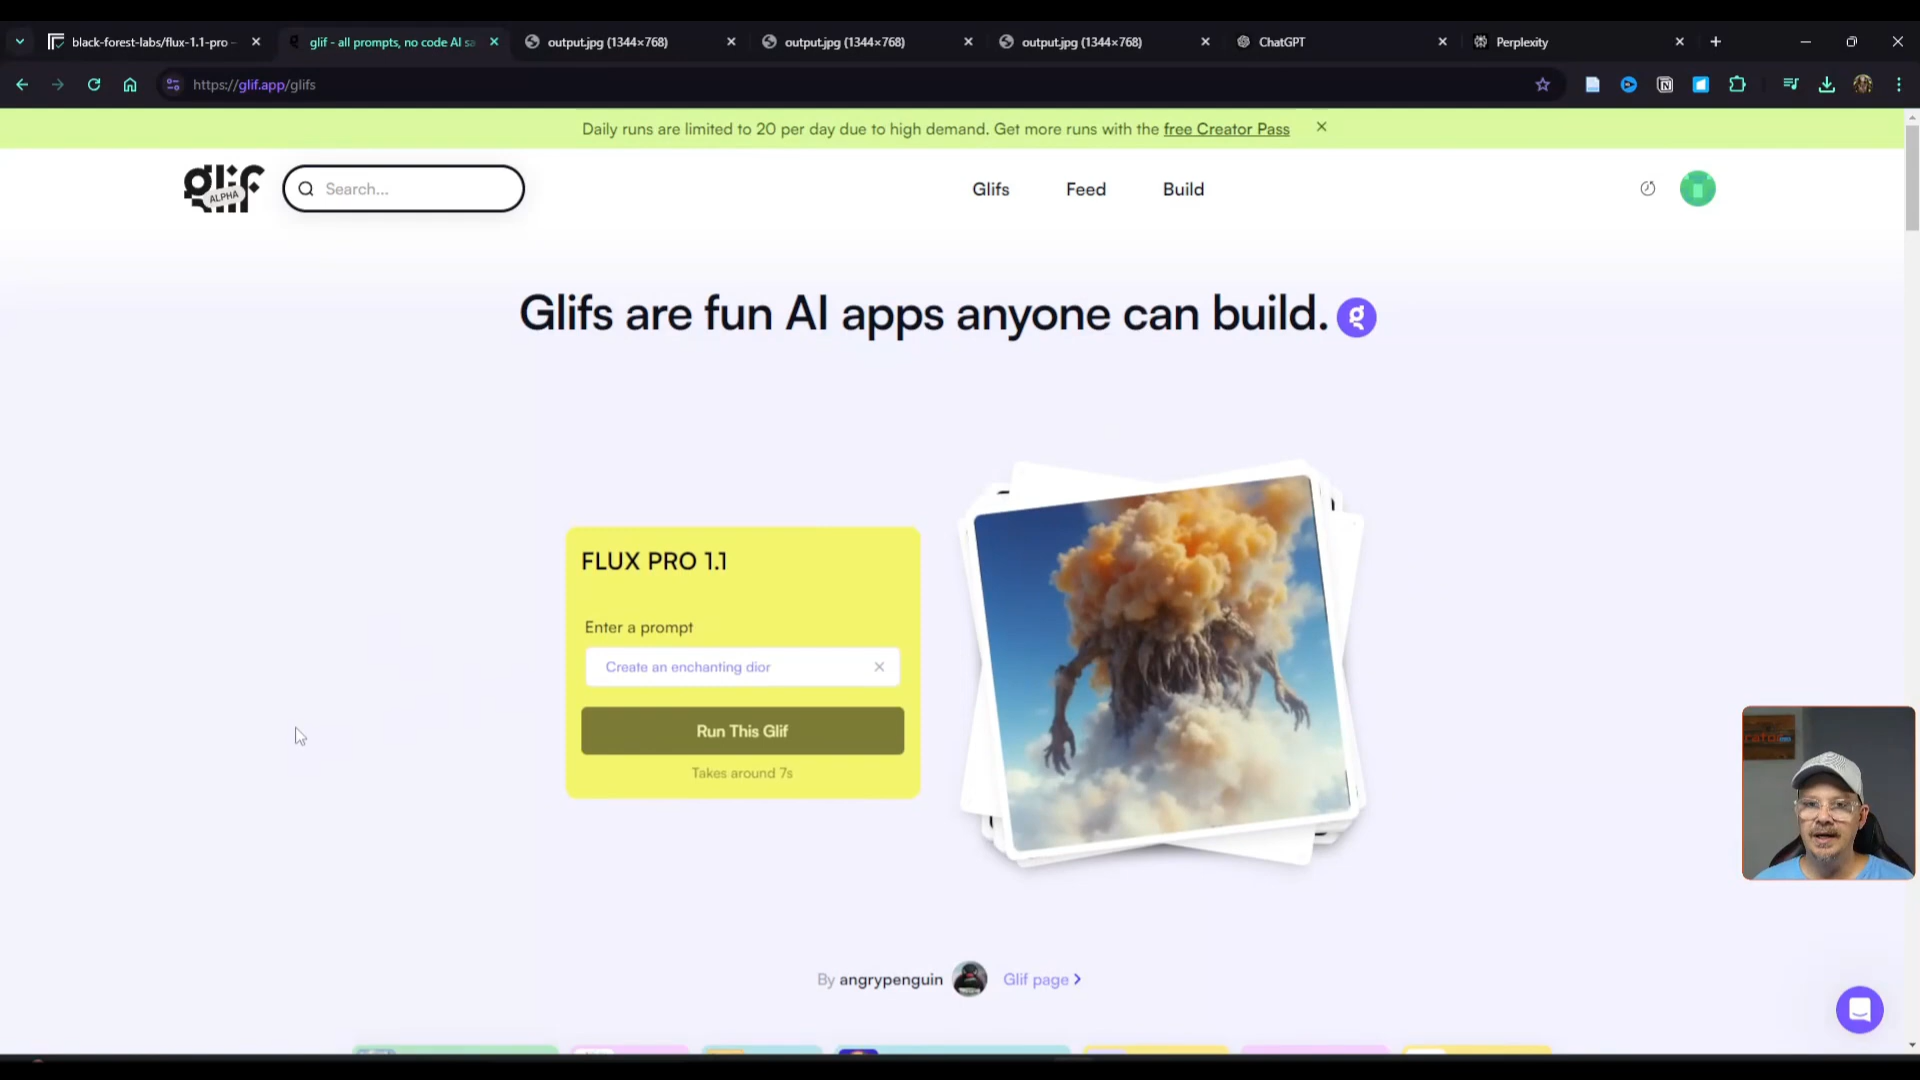 black-forest-labs/flux-1.1-pro -
glif - all prompts, no code AI sa
output.jpg (1344×768)
output.jpg (1344×768)
output.jpg (1344×768)
ChatGPT
Perplexity
https://glif.app/glifs
Daily runs are limited to 20 per day due to high demand. Get more runs with the free Creator Pass
glif
ALPHA
Search...
Glifs
Feed
Build
Glifs are fun AI apps anyone can build.
FLUX PRO 1.1
Enter a prompt
Create an enchanting dior
Run This Glif
Takes around 7s
By angrypenguin
Glif page